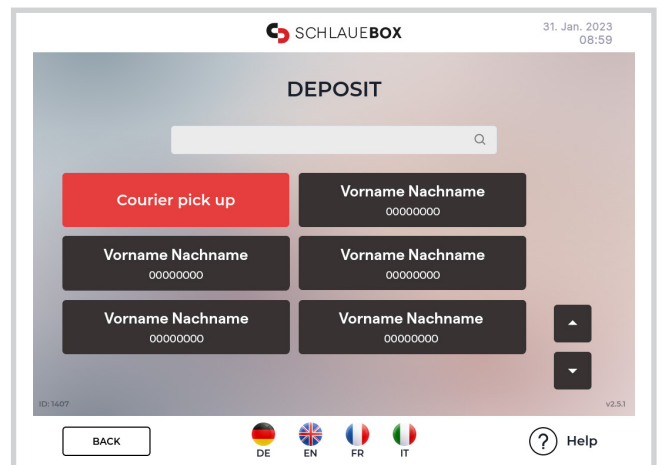 SCHLAUEBOX
31. Jan. 2023
08:59
DEPOSIT
Courier pick up
Vorname Nachname
00000000
Vorname Nachname
00000000
Vorname Nachname
00000000
Vorname Nachname
00000000
Vorname Nachname
00000000
ID: 1407
v2.5.1
BACK
DE
EN
FR
IT
? Help